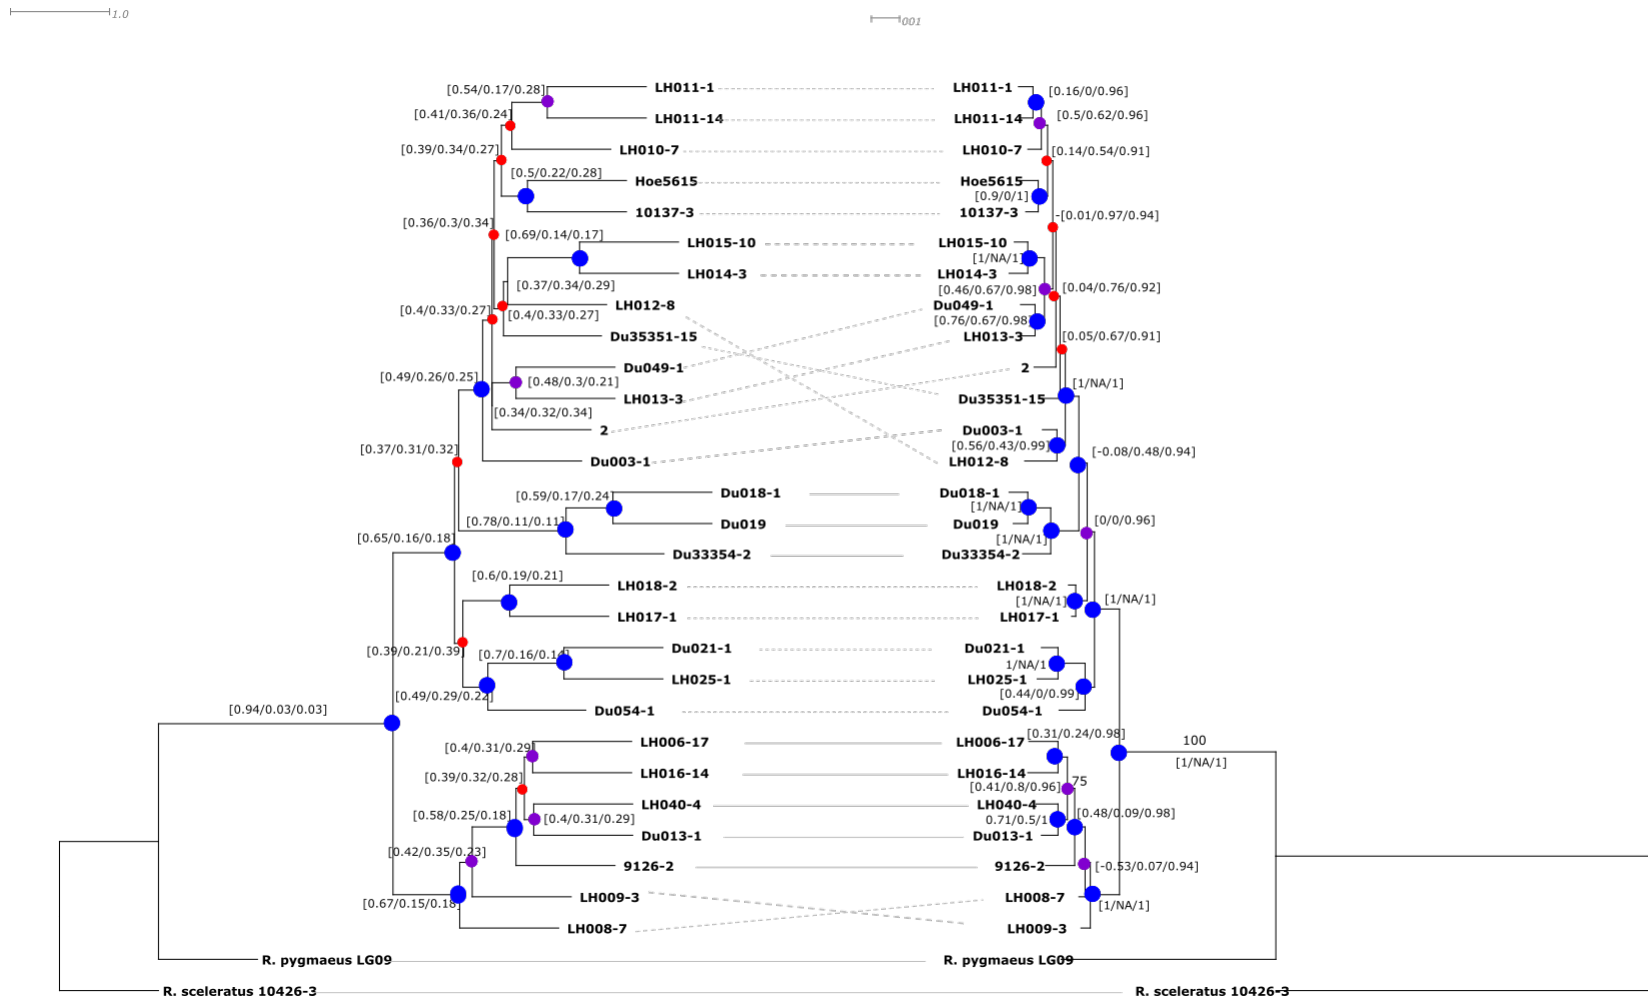 1.0
001
[0.54/0.17/0.28]
LH011-1
LH011-1
[0.16/0/0.96]
[0.41/0.36/0.24]
LH011-14
LH011-14
[0.5/0.62/0.96]
[0.39/0.34/0.27]
LH010-7
LH010-7
[0.14/0.54/0.91]
[0.5/0.22/0.28]
Hoe5615
Hoe5615
[0.9/0/1]
10137-3
10137-3
[0.36/0.3/0.34]
-[0.01/0.97/0.94]
[0.69/0.14/0.17]
LH015-10
LH015-10
[1/NA/1]
LH014-3
LH014-3
[0.37/0.34/0.29]
[0.46/0.67/0.98]
[0.04/0.76/0.92]
LH012-8
Du049-1
[0.4/0.33/0.27]
[0.4/0.33/0.27]
[0.76/0.67/0.98]
Du35351-15
LH013-3
[0.05/0.67/0.91]
Du049-1
2
[0.49/0.26/0.25]
[0.48/0.3/0.21]
[1/NA/1]
LH013-3
Du35351-15
[0.34/0.32/0.34]
2
Du003-1
[0.37/0.31/0.32]
[0.56/0.43/0.99]
[-0.08/0.48/0.94]
Du003-1
LH012-8
[0.59/0.17/0.24]
Du018-1
Du018-1
[1/NA/1]
[0.78/0.11/0.11]
Du019
Du019
[0/0/0.96]
[0.65/0.16/0.18]
[1/NA/1]
Du33354-2
Du33354-2
[0.6/0.19/0.21]
LH018-2
LH018-2
[1/NA/1]
[1/NA/1]
LH017-1
LH017-1
[0.39/0.21/0.39]
[0.7/0.16/0.14]
Du021-1
Du021-1
1/NA/1
LH025-1
LH025-1
[0.49/0.29/0.22]
[0.44/0/0.99]
[0.94/0.03/0.03]
Du054-1
Du054-1
[0.4/0.31/0.29]
LH006-17
LH006-17
[0.31/0.24/0.98]
100
[1/NA/1]
[0.39/0.32/0.28]
LH016-14
LH016-14
[0.41/0.8/0.96]
75
LH040-4
LH040-4
[0.58/0.25/0.18]
[0.4/0.31/0.29]
0.71/0.5/1
[0.48/0.09/0.98]
Du013-1
Du013-1
[0.42/0.35/0.23]
9126-2
9126-2
[-0.53/0.07/0.94]
[0.67/0.15/0.18]
LH009-3
LH008-7
[1/NA/1]
LH008-7
LH009-3
R. pygmaeus LG09
R. pygmaeus LG09
R. sceleratus 10426-3
R. sceleratus 10426-3